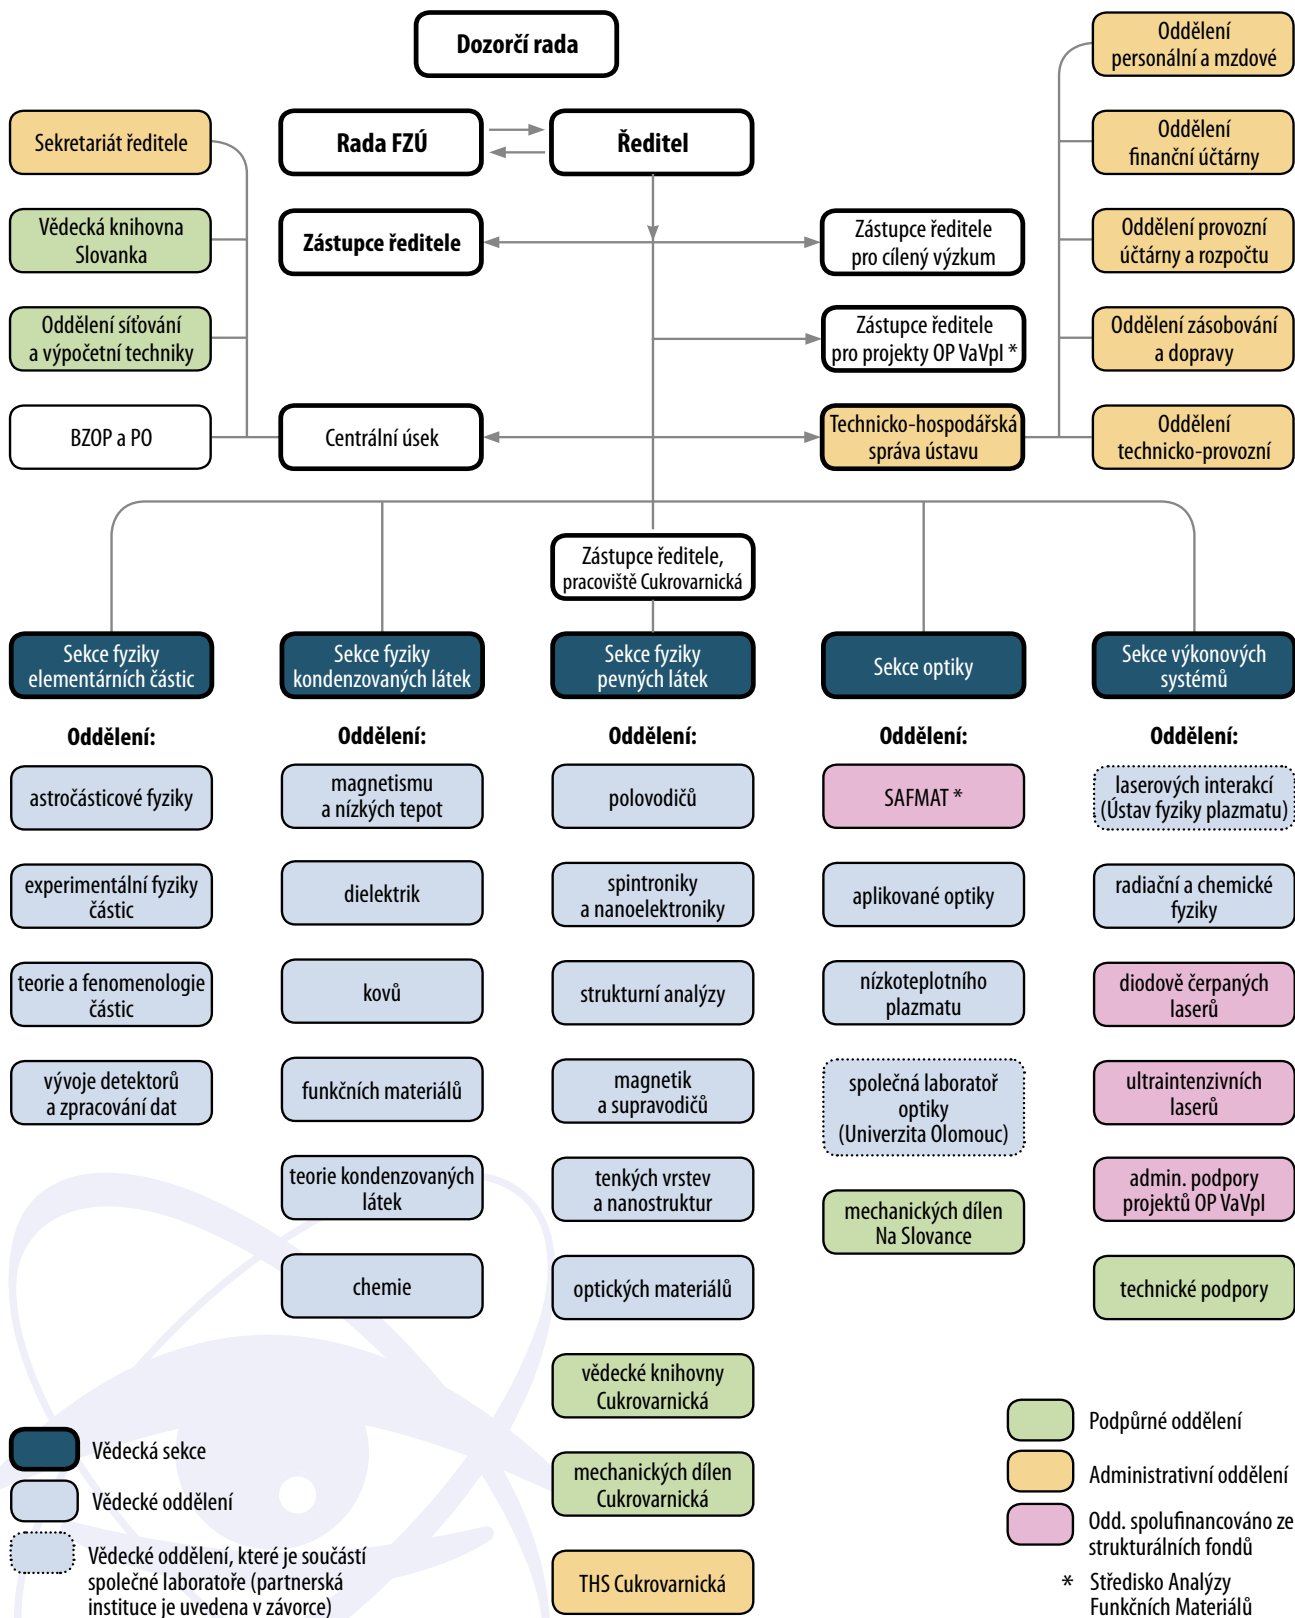 Dozorčí rada
Oddělení
personální a mzdové
Sekretariát ředitele
Rada FZÚ
Ředitel
Oddělení
finanční účtárny
Vědecká knihovna
Slovanka
Zástupce ředitele
Zástupce ředitele
pro cílený výzkum
Oddělení provozní
účtárny a rozpočtu
Oddělení síťování
a výpočetní techniky
Zástupce ředitele
pro projekty OP VaVpI *
Oddělení zásobování
a dopravy
BZOP a PO
Centrální úsek
Technicko-hospodářská
správa ústavu
Oddělení
technicko-provozní
Zástupce ředitele,
pracoviště Cukrovarnická
Sekce fyziky
elementárních částic
Sekce fyziky
kondenzovaných látek
Sekce fyziky
pevných látek
Sekce optiky
Sekce výkonových
systémů
Oddělení:
astročásticové fyziky
experimentální fyziky
částic
teorie a fenomenologie
částic
vývoje detektorů
a zpracování dat
Oddělení:
magnetismu
a nízkých tepot
dielektrik
kovů
funkčních materiálů
teorie kondenzovaných
látek
chemie
Oddělení:
polovodičů
spintroniky
a nanoelektroniky
strukturní analýzy
magnetik
a supravodičů
tenkých vrstev
a nanostruktur
optických materiálů
vědecké knihovny
Cukrovarnická
mechanických dílen
Cukrovarnická
THS Cukrovarnická
Oddělení:
SAFMAT *
aplikované optiky
nízkoteplotního
plazmatu
společná laboratoř
optiky
(Univerzita Olomouc)
mechanických dílen
Na Slovance
Oddělení:
laserových interakcí
(Ústav fyziky plazmatu)
radiační a chemické
fyziky
diodově čerpaných
laserů
ultraintenzivních
laserů
admin. podpory
projektů OP VaVpI
technické podpory
Vědecká sekce
Vědecké oddělení
Vědecké oddělení, které je součástí
společné laboratoře (partnerská
instituce je uvedena v závorce)
Podpůrné oddělení
Administrativní oddělení
Odd. spolufinancováno ze
strukturálních fondů
* Středisko Analýzy
Funkčních Materiálů